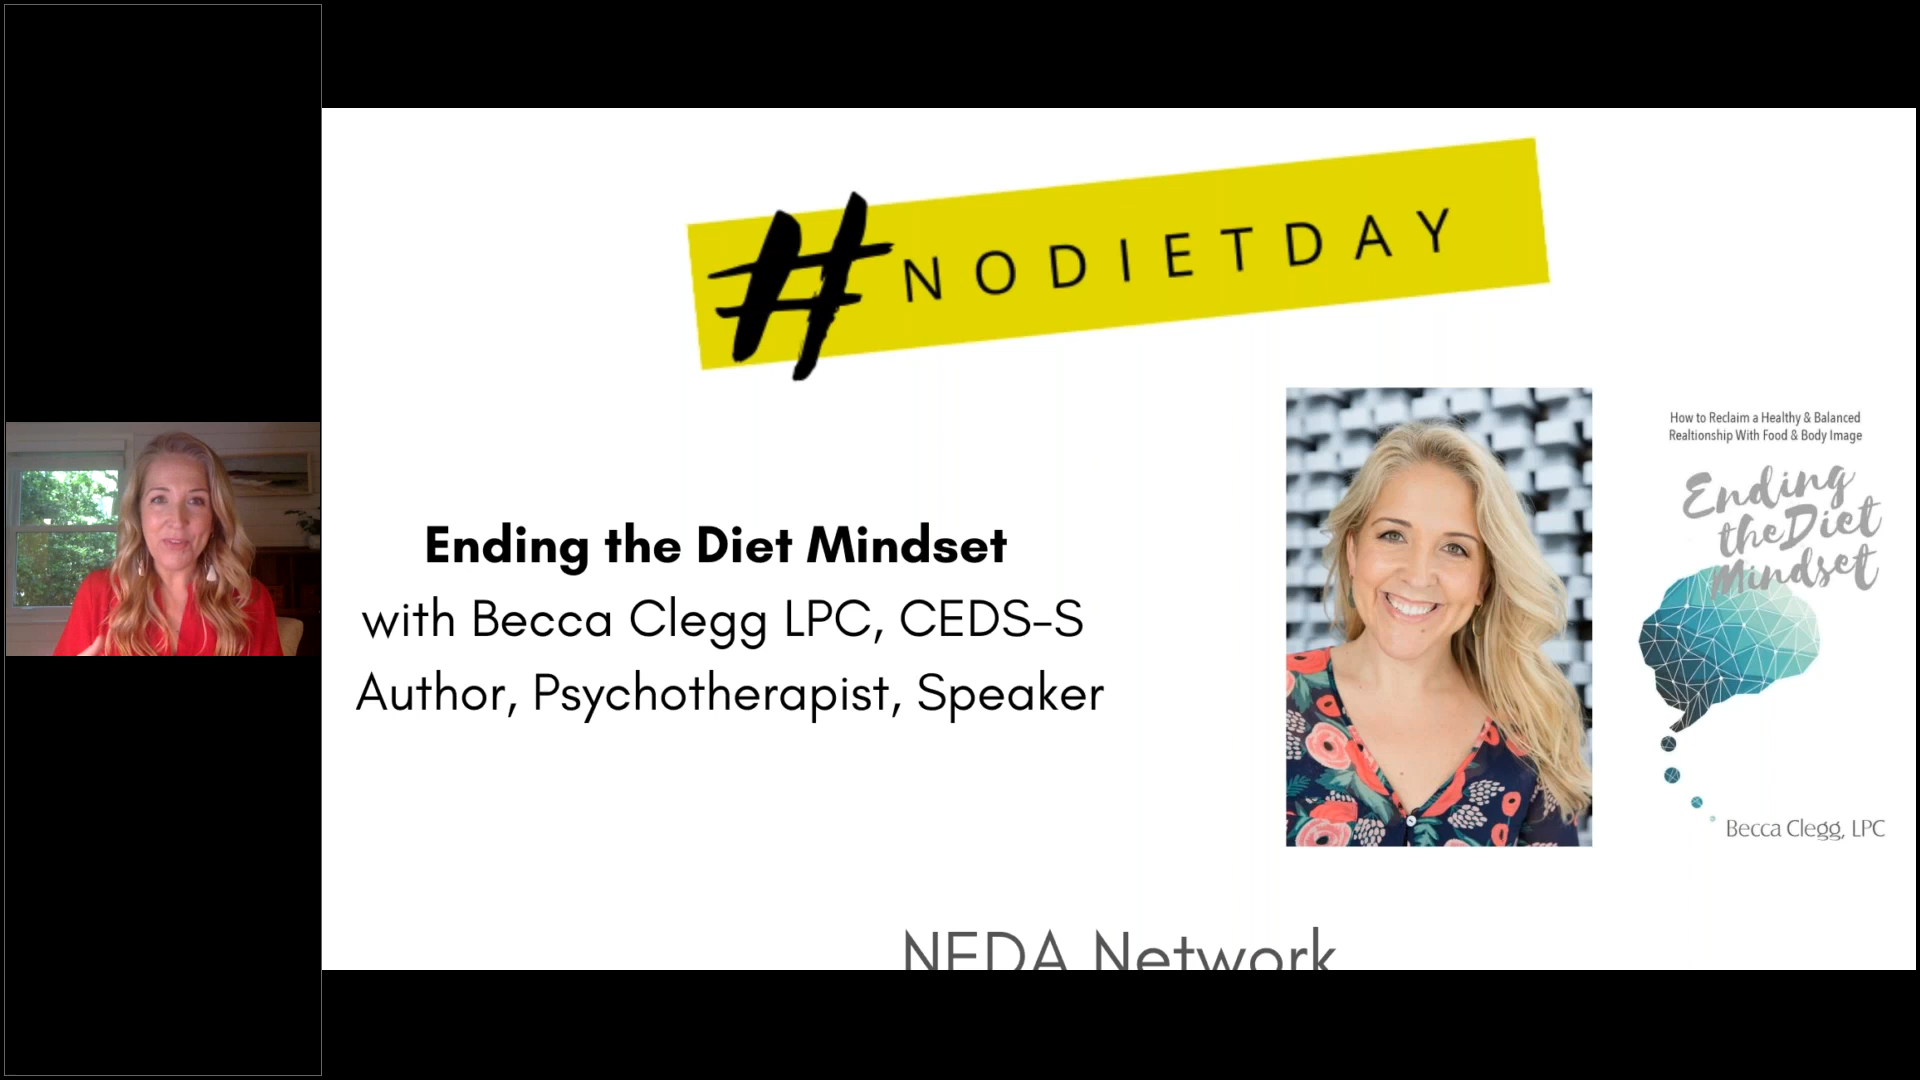 #NODIETDAY
Ending the Diet Mindset
with Becca Clegg LPC, CEDS-S
Author, Psychotherapist, Speaker
How to Reclaim a Healthy & Balanced
Realtionship With Food & Body Image
Ending
the Diet
Mindset
Becca Clegg, LPC
NEDA Network